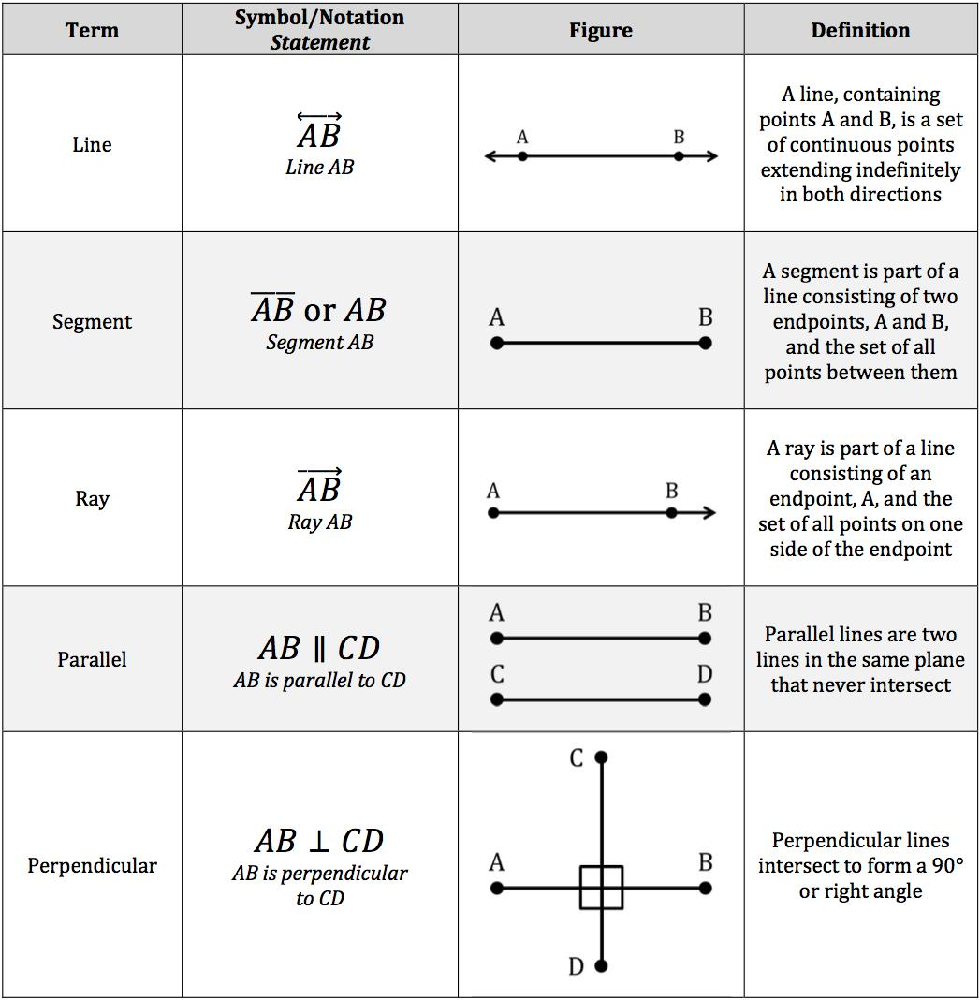 Term
Symbol/Notation
Statement
Figure
Definition
Line
AB
Line AB
A
B
A line, containing
points A and B, is a set
of continuous points
extending indefinitely
in both directions
Segment
AB or AB
Segment AB
A
B
A segment is part of a
line consisting of two
endpoints, A and B,
and the set of all
points between them
Ray
AB
Ray AB
A
B
A ray is part of a line
consisting of an
endpoint, A, and the
set of all points on one
side of the endpoint
Parallel
AB ∥ CD
AB is parallel to CD
A
B
C
D
Parallel lines are two
lines in the same plane
that never intersect
Perpendicular
AB ⊥ CD
AB is perpendicular
to CD
C
A
B
D
Perpendicular lines
intersect to form a 90°
or right angle